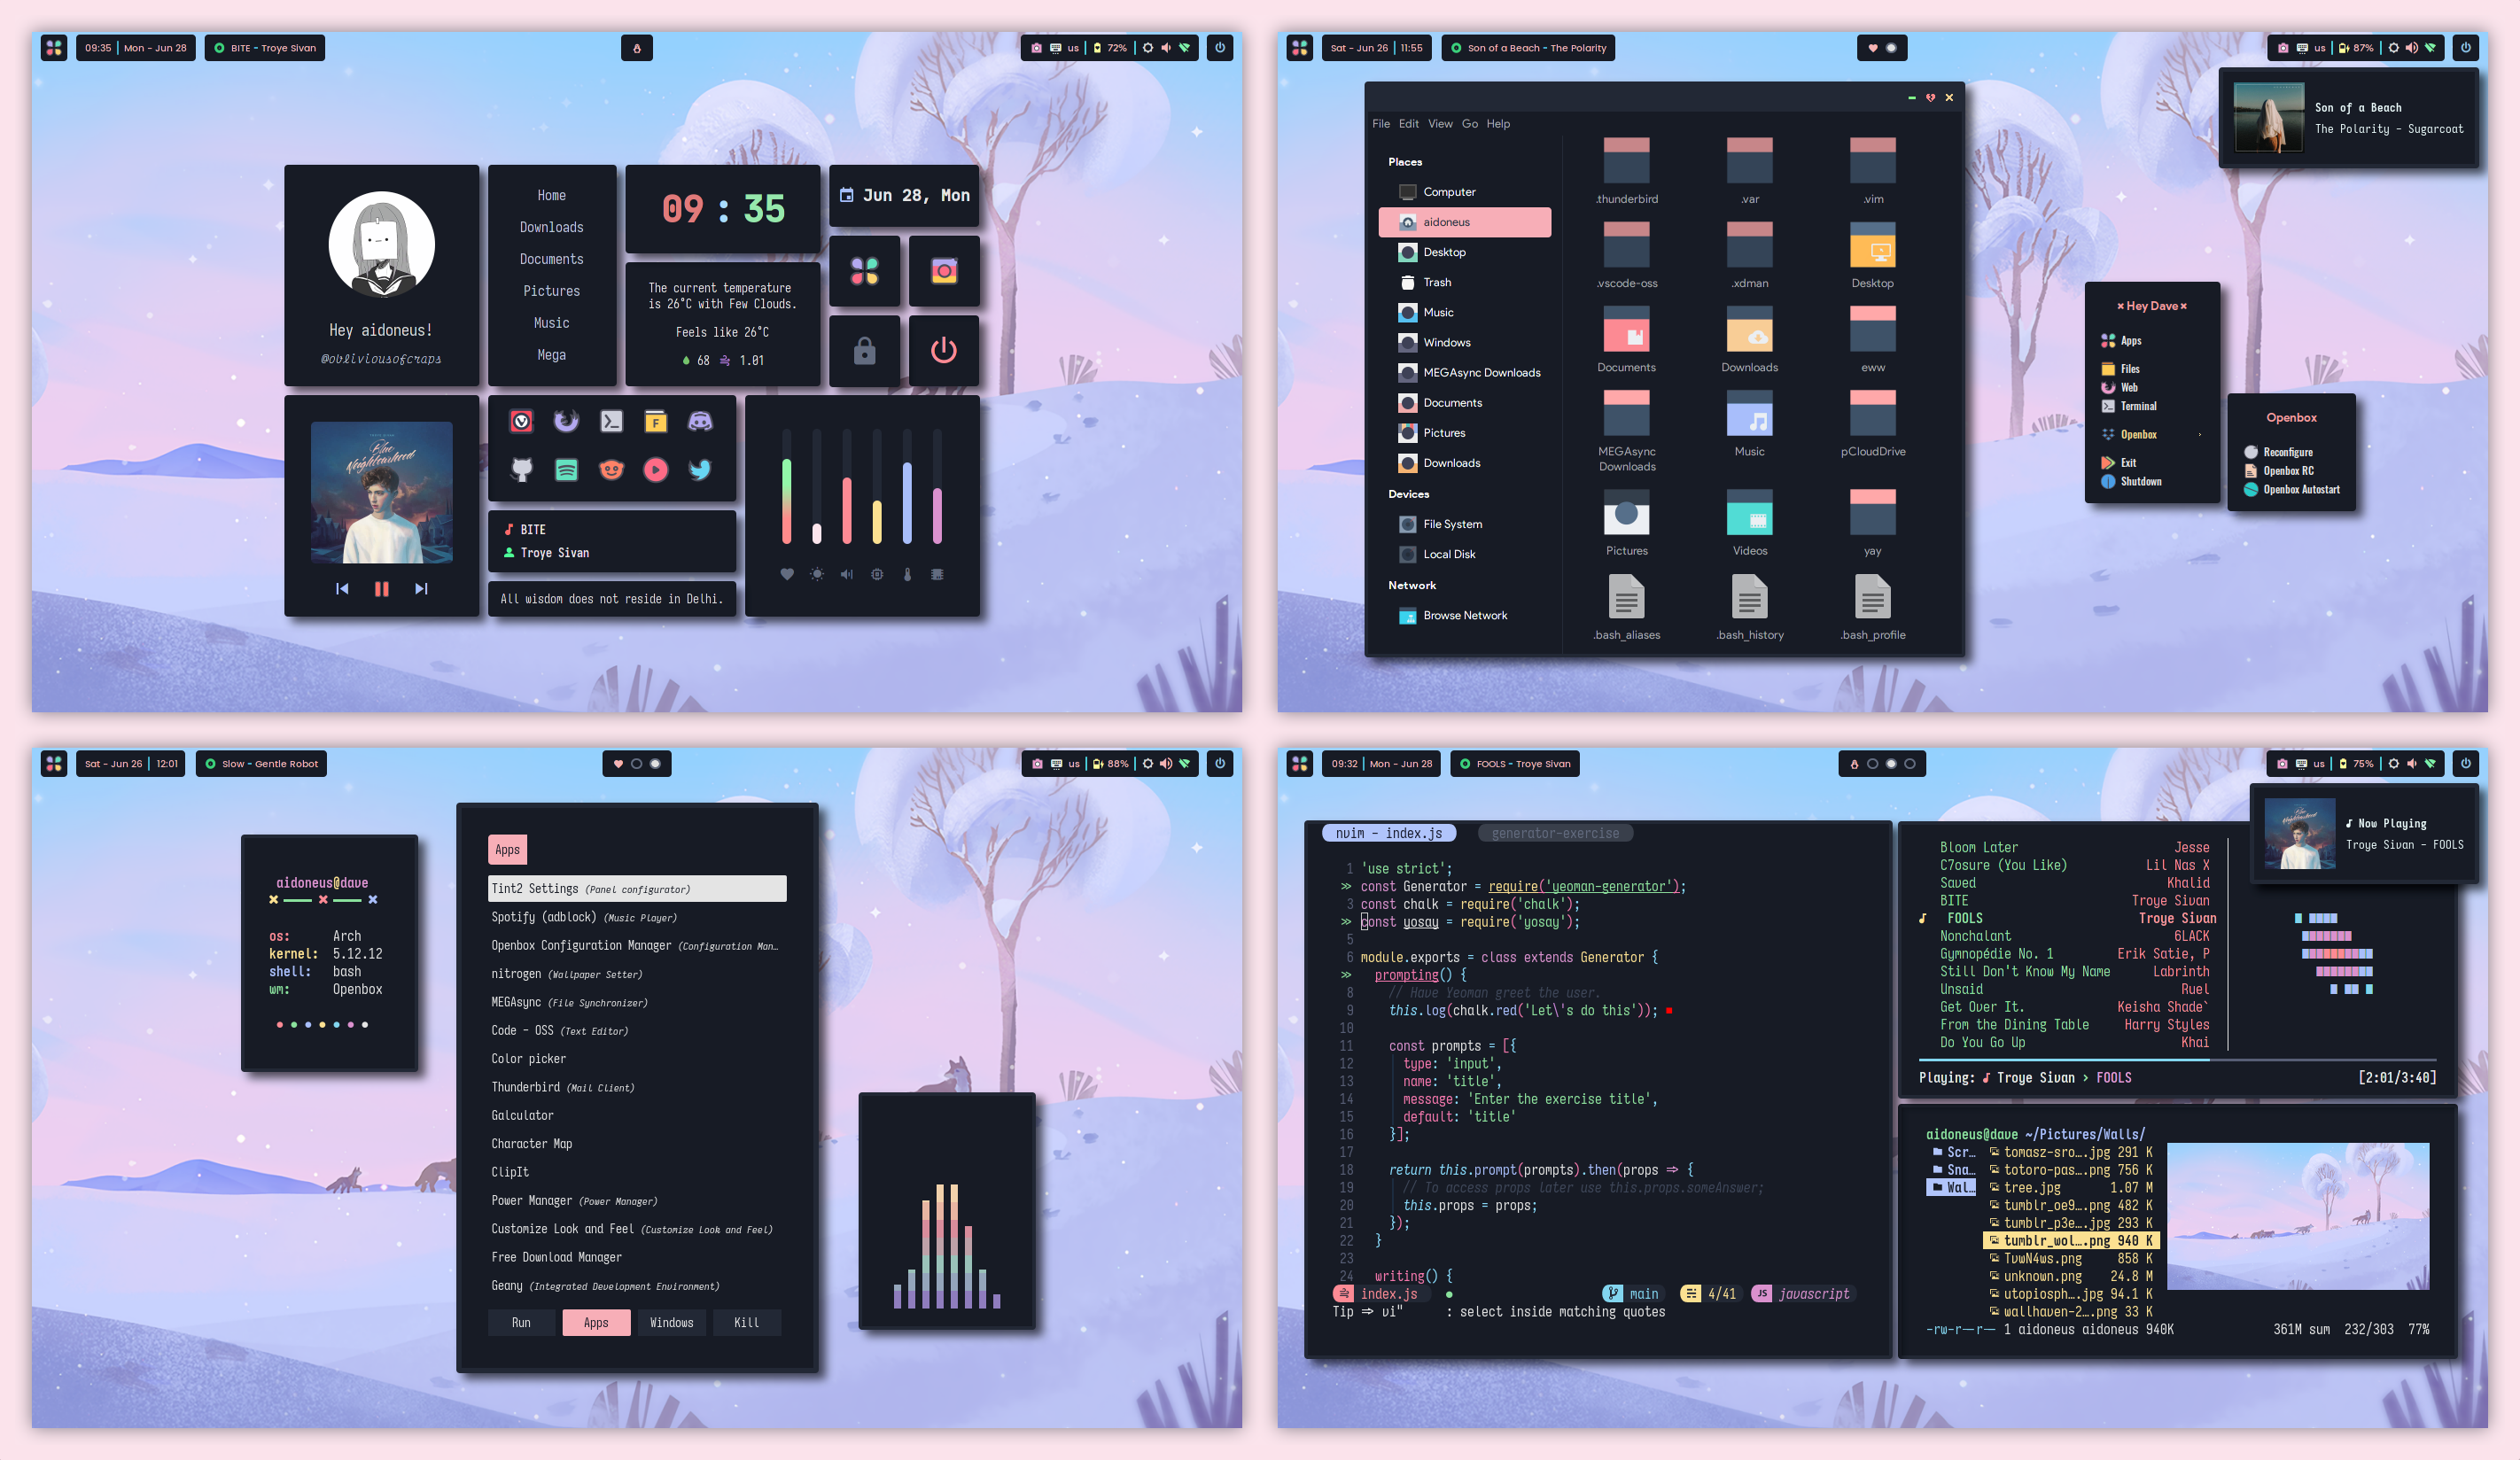 09:35 | Mon - Jun 28
BITE - Troye Sivan
us
72%
Hey aidoneus!
@obliviousofcraps
Home
Downloads
Documents
Pictures
Music
Mega
09 : 35
The current temperature
is 26°C with Few Clouds.
Feels like 26°C
68
1.01
Jun 28, Mon
Blue
Neighbourhood
BITE
Troye Sivan
All wisdom does not reside in Delhi.
Sat - Jun 26 | 11:55
Son of a Beach - The Polarity
us
87%
Son of a Beach
The Polarity - Sugarcoat
File Edit View Go Help
Places
Computer
aidoneus
Desktop
Trash
Music
Windows
MEGAsync Downloads
Documents
Pictures
Downloads
Devices
File System
Local Disk
Network
Browse Network
.thunderbird .var .vim
.vscode-oss .xdman Desktop
Documents Downloads eww
MEGAsync Downloads Music pCloudDrive
Pictures Videos yay
.bash_aliases .bash_history .bash_profile
Hey Dave
Apps
Files
Web
Terminal
Openbox
Exit
Shutdown
Openbox
Reconfigure
Openbox RC
Openbox Autostart
Sat - Jun 26 | 12:01
Slow - Gentle Robot
us
88%
aidoneus@dave
os: Arch
kernel: 5.12.12
shell: bash
wm: Openbox
Apps
Tint2 Settings (Panel configurator)
Spotify (adblock) (Music Player)
Openbox Configuration Manager (Configuration Man…
nitrogen (Wallpaper Setter)
MEGAsync (File Synchronizer)
Code - OSS (Text Editor)
Color picker
Thunderbird (Mail Client)
Galculator
Character Map
ClipIt
Power Manager (Power Manager)
Customize Look and Feel (Customize Look and Feel)
Free Download Manager
Geany (Integrated Development Environment)
Run Apps Windows Kill
09:32 | Mon - Jun 28
FOOLS - Troye Sivan
us
75%
Now Playing
Troye Sivan - FOOLS
nvim - index.js generator-exercise
1 'use strict';
» const Generator = require('yeoman-generator');
3 const chalk = require('chalk');
» const yosay = require('yosay');
5
6 module.exports = class extends Generator {
» prompting() {
8 // Have Yeoman greet the user.
9 this.log(chalk.red('Let\'s do this'));
10
11 const prompts = [{
12 type: 'input',
13 name: 'title',
14 message: 'Enter the exercise title',
15 default: 'title'
16 }];
17
18 return this.prompt(prompts).then(props => {
19 // To access props later use this.props.someAnswer;
20 this.props = props;
21 });
22 }
23
24 writing() {
index.js
main
4/41
JS javascript
Tip => vi" : select inside matching quotes
Bloom Later Jesse
C7osure (You Like) Lil Nas X
Saved Khalid
BITE Troye Sivan
FOOLS Troye Sivan
Nonchalant 6LACK
Gymnopédie No. 1 Erik Satie, P
Still Don't Know My Name Labrinth
Unsaid Ruel
Get Over It. Keisha Shade`
From the Dining Table Harry Styles
Do You Go Up Khai
Playing: Troye Sivan > FOOLS [2:01/3:40]
aidoneus@dave ~/Pictures/Walls/
Scr… tomasz-sro….jpg 291 K
Sna… totoro-pas….png 756 K
Wal… tree.jpg 1.07 M
tumblr_oe9….png 482 K
tumblr_p3e….jpg 293 K
tumblr_wol….png 940 K
TvwN4ws.png 858 K
unknown.png 24.8 M
utopiosph….jpg 94.1 K
wallhaven-2….png 33 K
-rw-r--r-- 1 aidoneus aidoneus 940K 361M sum 232/303 77%